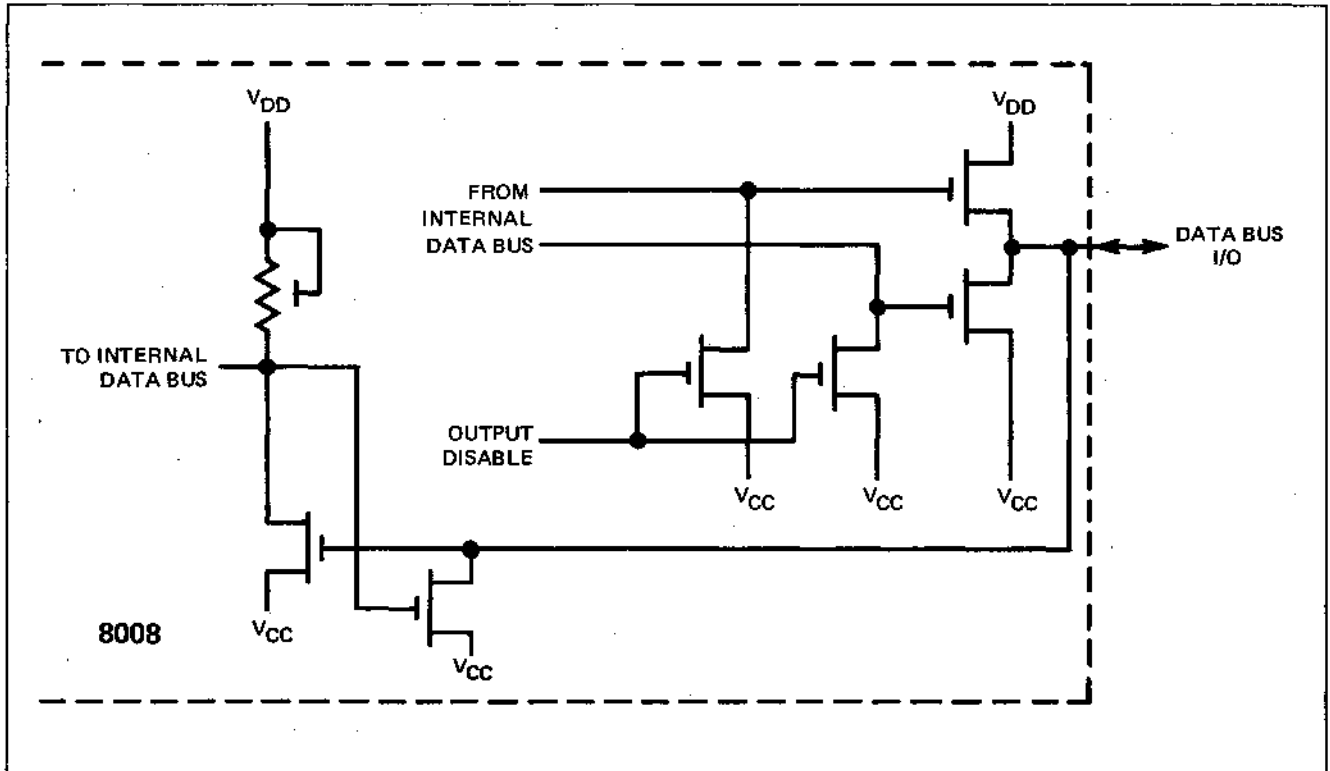 VDD
VDD
FROM
INTERNAL
DATA BUS
DATA BUS
I/O
TO INTERNAL
DATA BUS
OUTPUT
DISABLE
VCC
VCC
VCC
VCC
8008
VCC